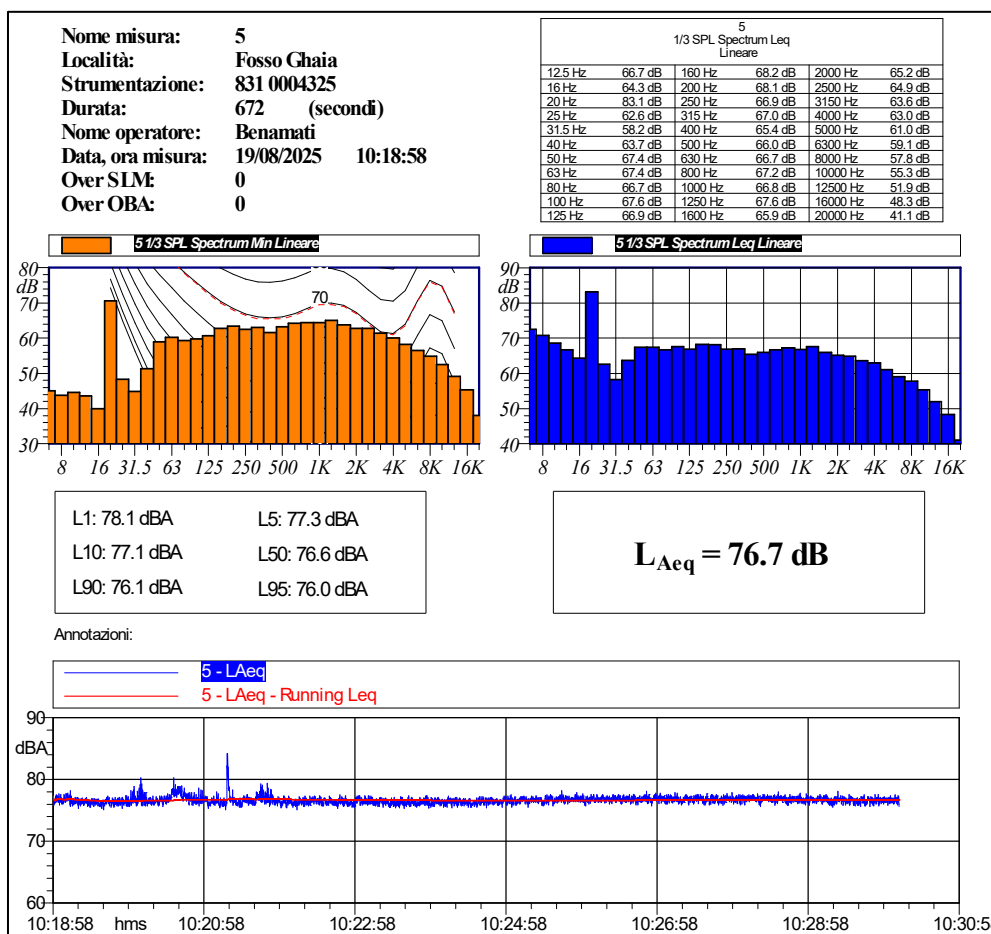 Nome misura: 5
Località: Fosso Ghaia
Strumentazione: 831 0004325
Durata: 672 (secondi)
Nome operatore: Benamati
Data, ora misura: 19/08/2025 10:18:58
Over SLM: 0
Over OBA: 0
5
1/3 SPL Spectrum Leq
Lineare
12.5 Hz 66.7 dB 160 Hz 68.2 dB 2000 Hz 65.2 dB
16 Hz 64.3 dB 200 Hz 68.1 dB 2500 Hz 64.9 dB
20 Hz 83.1 dB 250 Hz 66.9 dB 3150 Hz 63.6 dB
25 Hz 62.6 dB 315 Hz 67.0 dB 4000 Hz 63.0 dB
31.5 Hz 58.2 dB 400 Hz 65.4 dB 5000 Hz 61.0 dB
40 Hz 63.7 dB 500 Hz 66.0 dB 6300 Hz 59.1 dB
50 Hz 67.4 dB 630 Hz 66.7 dB 8000 Hz 57.8 dB
63 Hz 67.4 dB 800 Hz 67.2 dB 10000 Hz 55.3 dB
80 Hz 66.7 dB 1000 Hz 66.8 dB 12500 Hz 51.9 dB
100 Hz 67.6 dB 1250 Hz 67.6 dB 16000 Hz 48.3 dB
125 Hz 66.9 dB 1600 Hz 65.9 dB 20000 Hz 41.1 dB
5 1/3 SPL Spectrum Min Lineare
80
dB
70
60
50
40
30
70
8 16 31.5 63 125 250 500 1K 2K 4K 8K 16K
5 1/3 SPL Spectrum Leq Lineare
90
dB
80
70
60
50
40
8 16 31.5 63 125 250 500 1K 2K 4K 8K 16K
L1: 78.1 dBA L5: 77.3 dBA
L10: 77.1 dBA L50: 76.6 dBA
L90: 76.1 dBA L95: 76.0 dBA
LAeq = 76.7 dB
Annotazioni:
5 - LAeq
5 - LAeq - Running Leq
90
dBA
80
70
60
10:18:58 hms 10:20:58 10:22:58 10:24:58 10:26:58 10:28:58 10:30:5